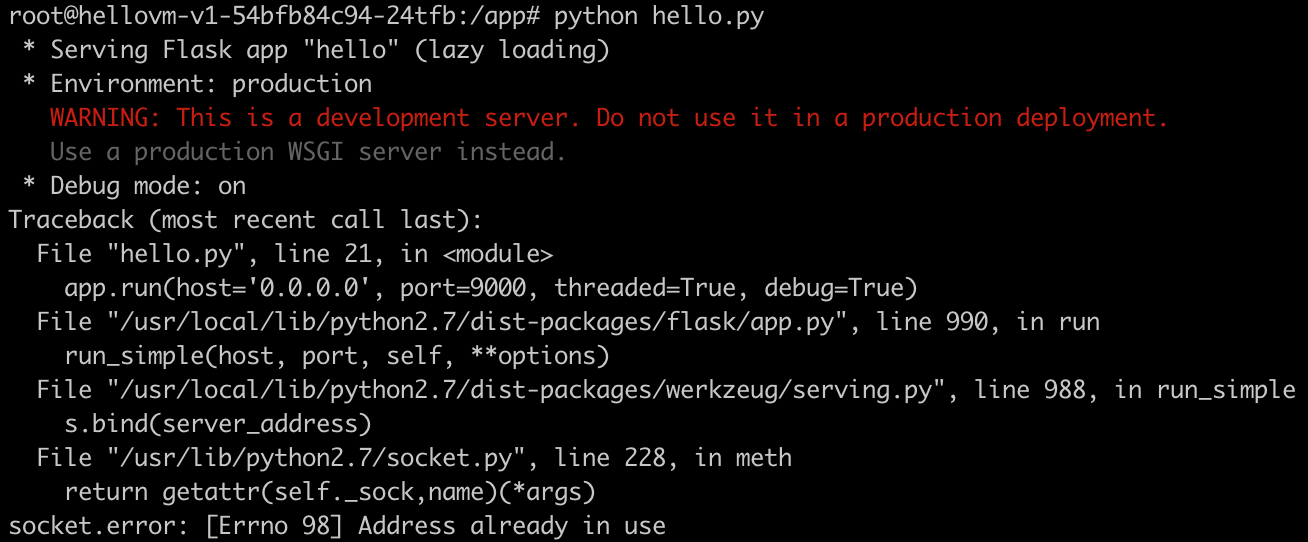 root@hellovm-v1-54bfb84c94-24tfb:/app# python hello.py
 * Serving Flask app "hello" (lazy loading)
 * Environment: production
   WARNING: This is a development server. Do not use it in a production deployment.
   Use a production WSGI server instead.
 * Debug mode: on
Traceback (most recent call last):
  File "hello.py", line 21, in <module>
    app.run(host='0.0.0.0', port=9000, threaded=True, debug=True)
  File "/usr/local/lib/python2.7/dist-packages/flask/app.py", line 990, in run
    run_simple(host, port, self, **options)
  File "/usr/local/lib/python2.7/dist-packages/werkzeug/serving.py", line 988, in run_simple
    s.bind(server_address)
  File "/usr/lib/python2.7/socket.py", line 228, in meth
    return getattr(self._sock,name)(*args)
socket.error: [Errno 98] Address already in use